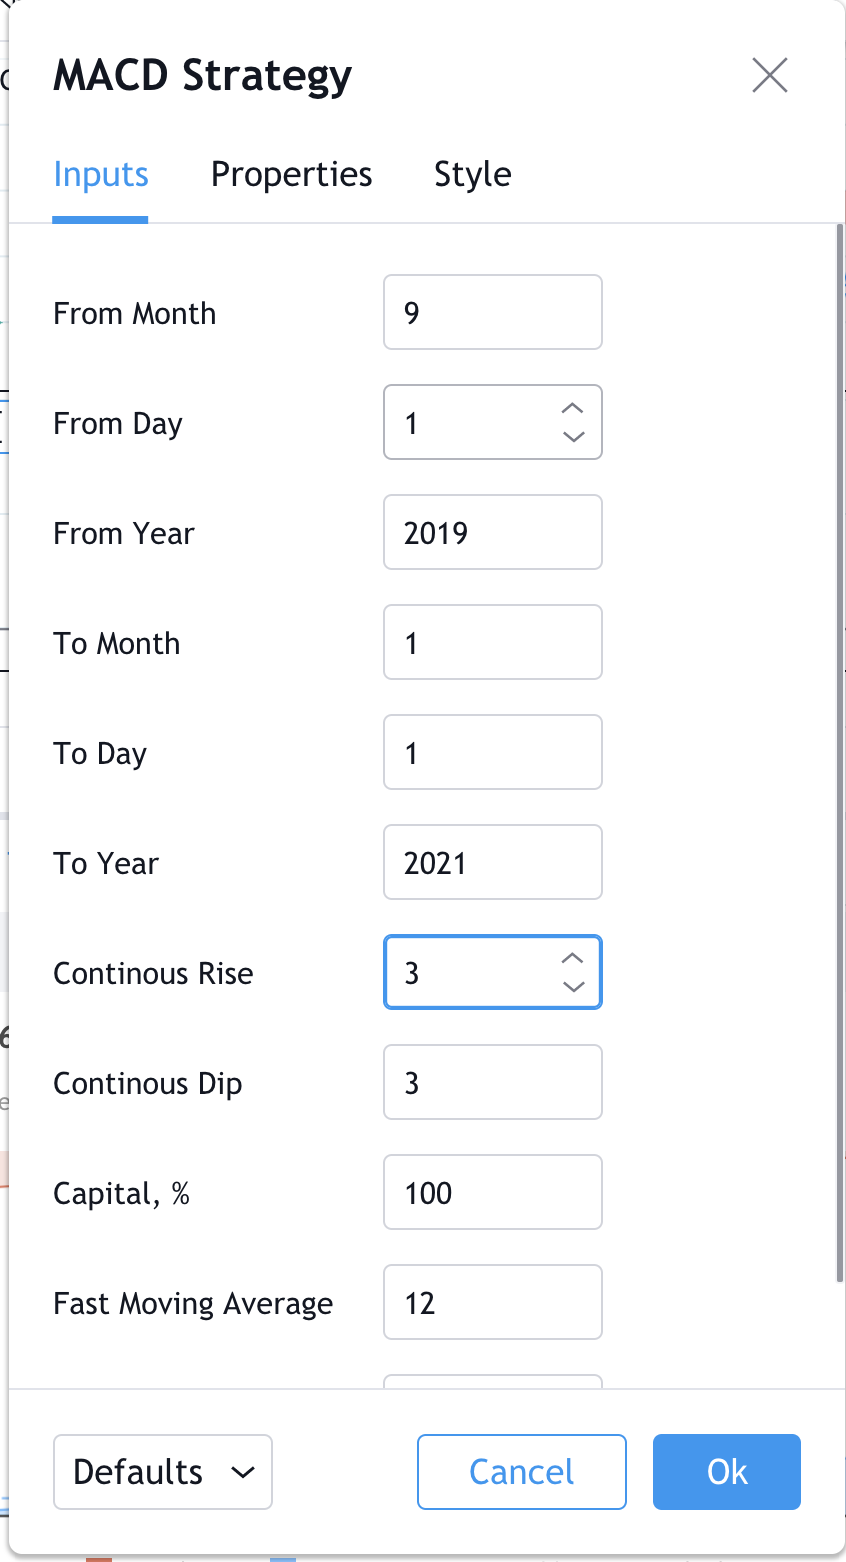 MACD Strategy
Inputs Properties Style
From Month 9
From Day 1
From Year 2019
To Month 1
To Day 1
To Year 2021
Continous Rise 3
Continous Dip 3
Capital, % 100
Fast Moving Average 12
Defaults Cancel Ok